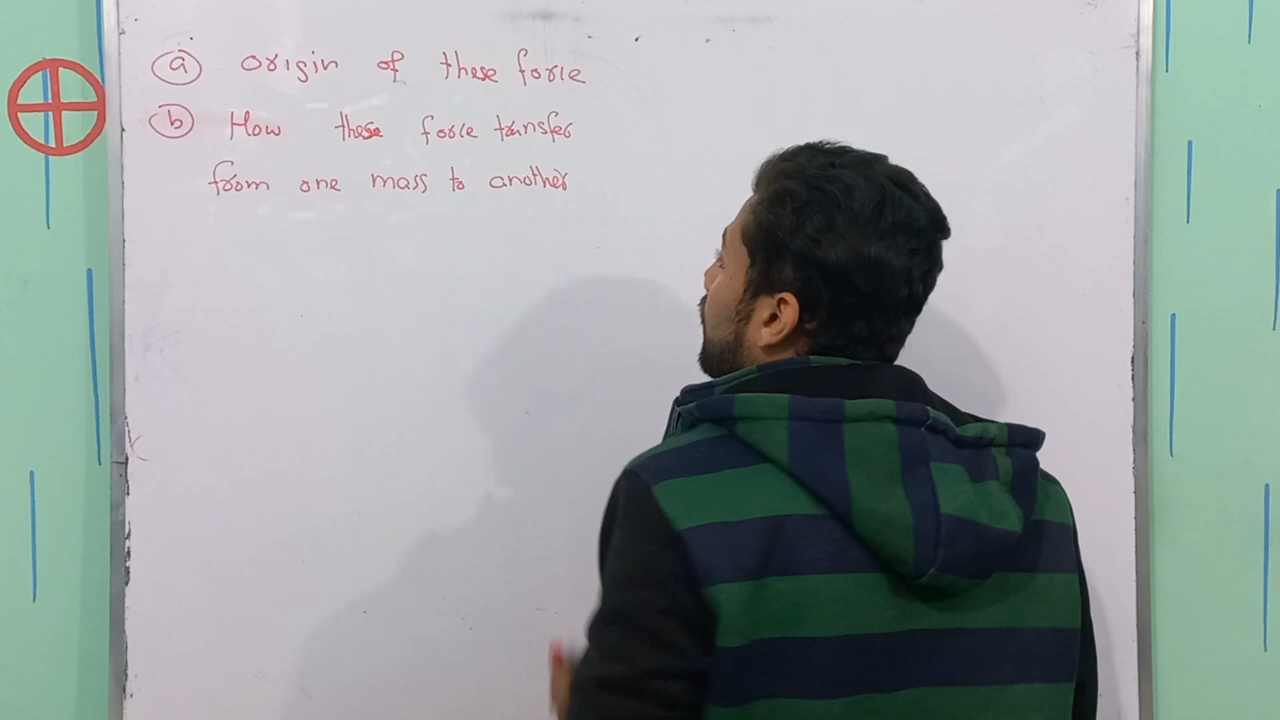 (a) origin of these force
(b) How these force transfer
from one mass to another